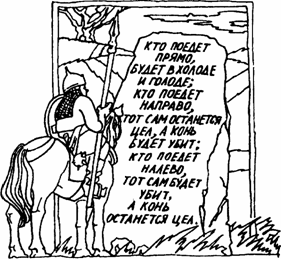 КТО ПОЕДЕТ
ПРЯМО,
БУДЕТ В ХОЛОДЕ
И ГОЛОДЕ;
КТО ПОЕДЕТ
НАПРАВО,
ТОТ САМ ОСТАНЕТСЯ
ЦЕЛ, А КОНЬ
БУДЕТ УБИТ;
КТО ПОЕДЕТ
НАЛЕВО,
ТОТ САМ БУДЕТ
УБИТ,
А КОНЬ
ОСТАНЕТСЯ ЦЕЛ.